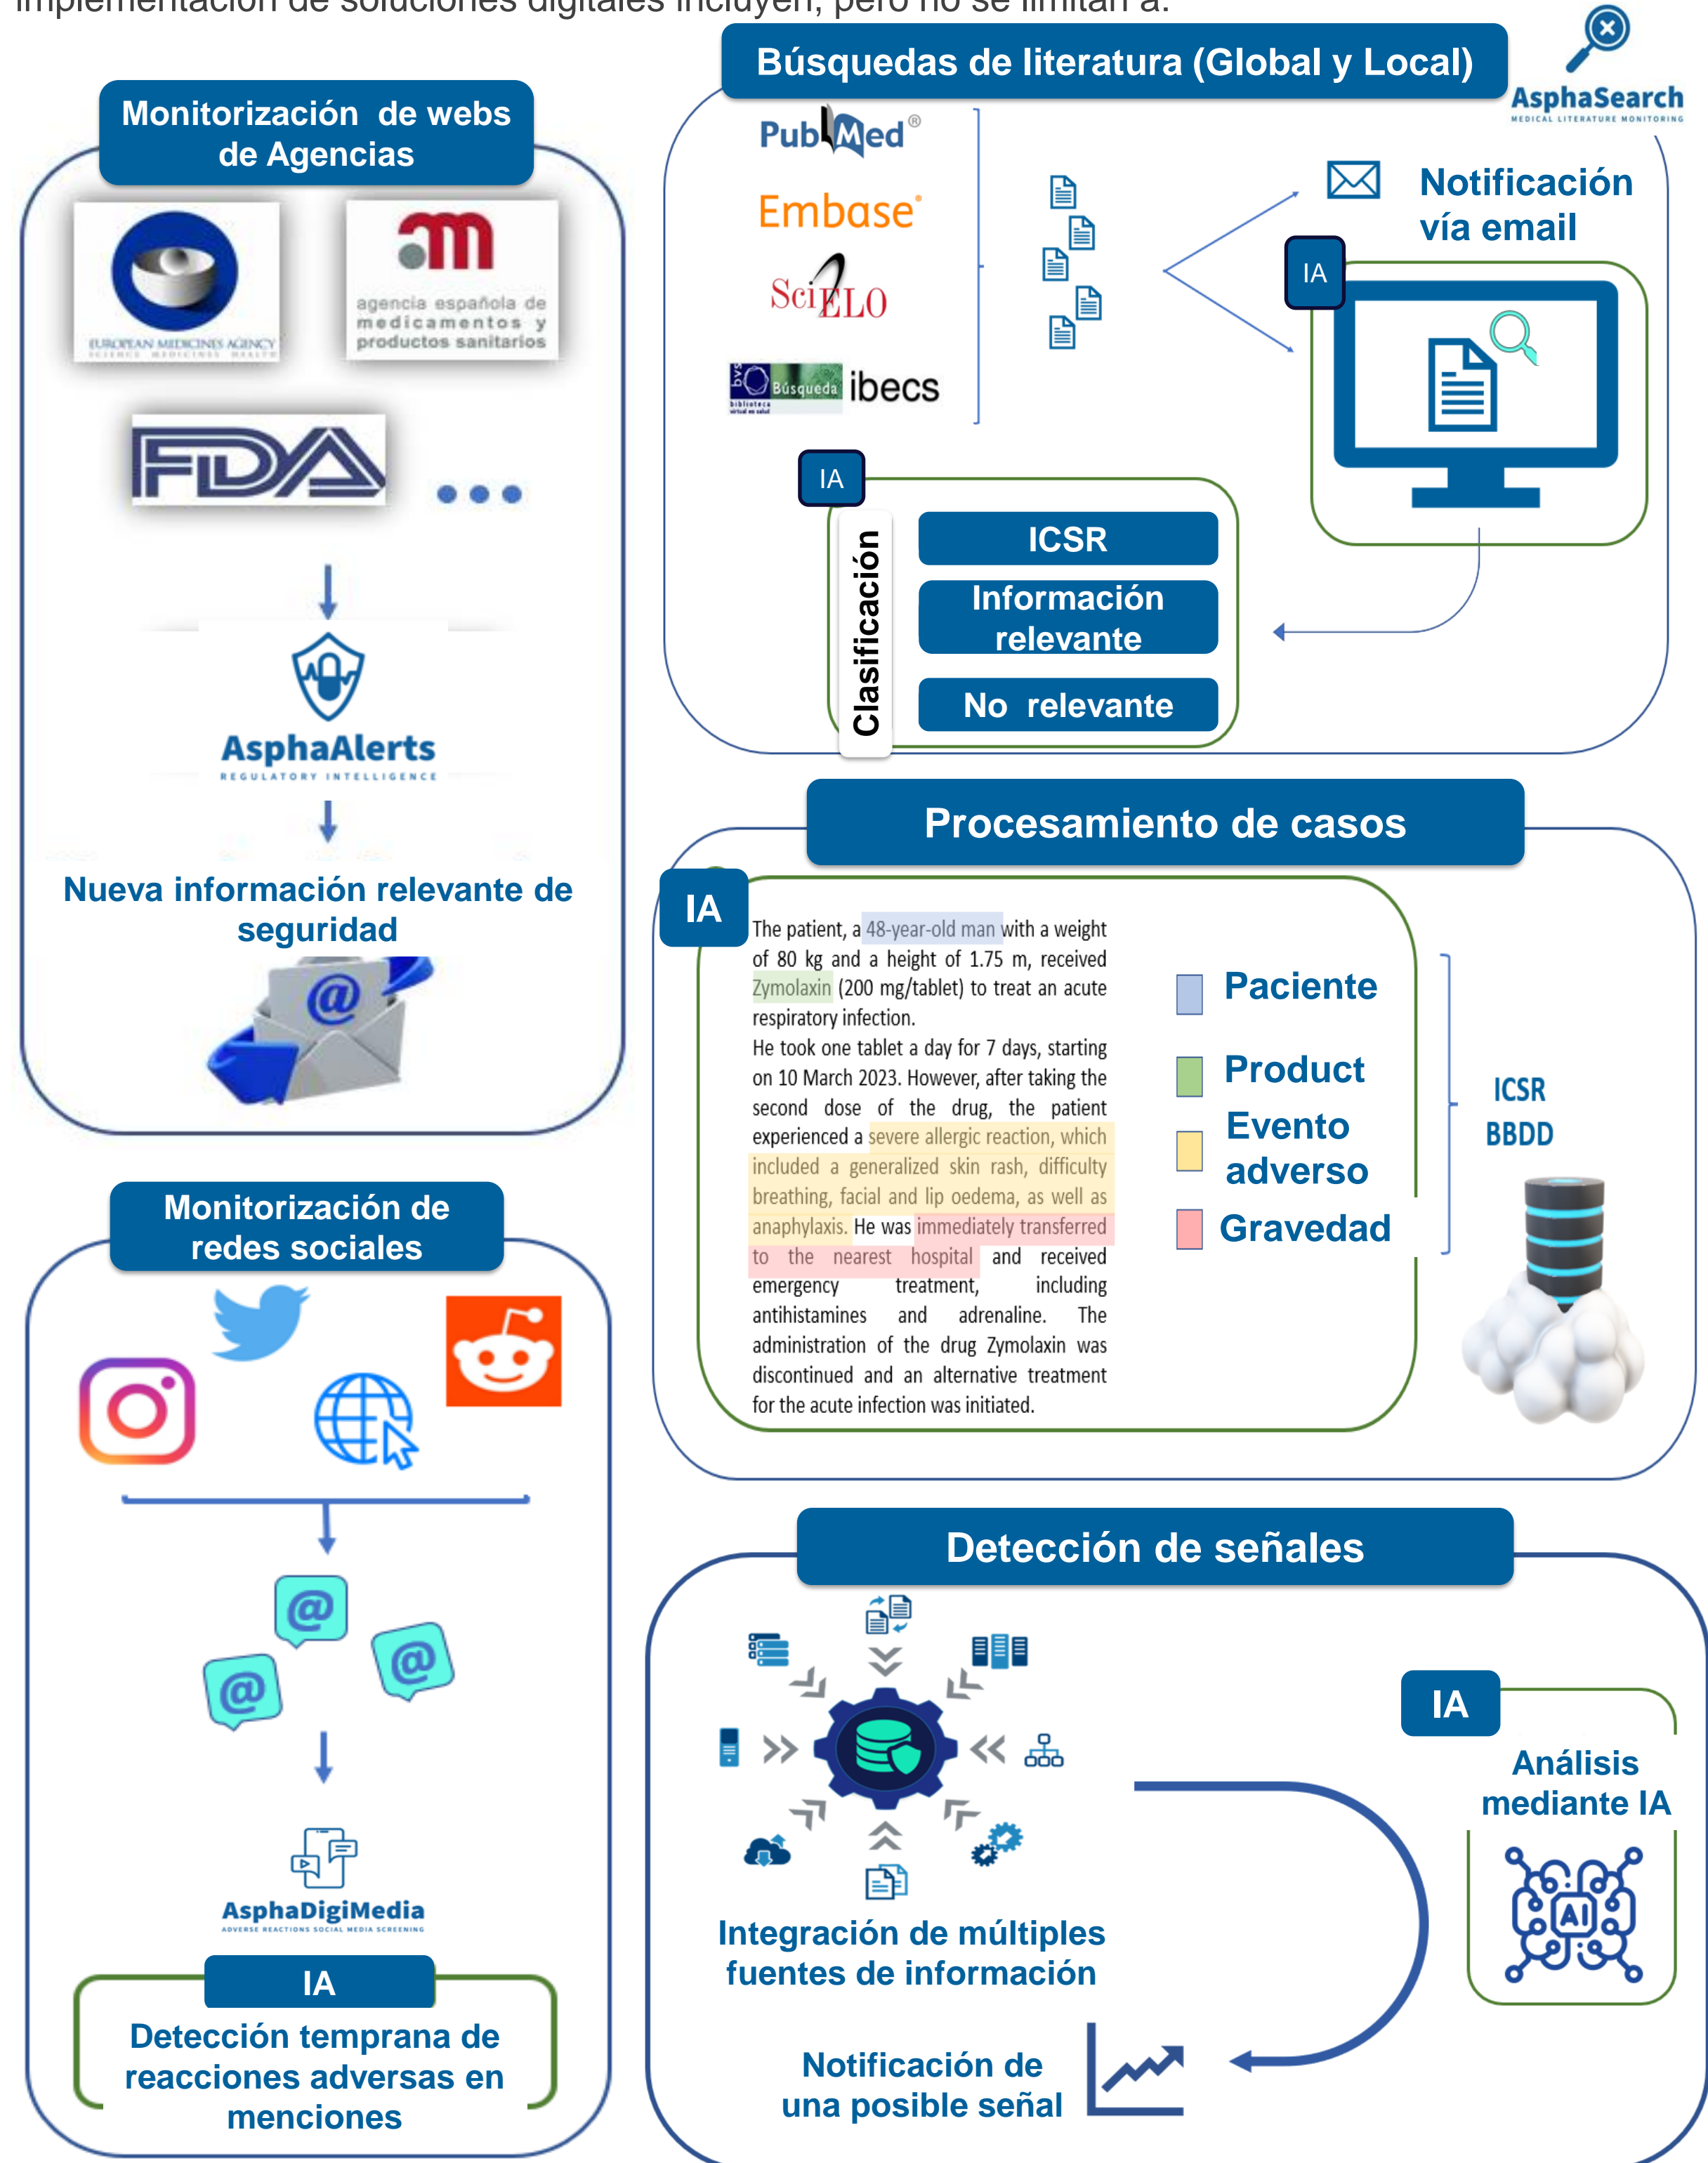 implementación de soluciones digitales incluyen, pero no se limitan a:
Monitorización de webs
de Agencias
EUROPEAN MEDICINES AGENCY
SCIENCE MEDICINES HEALTH
am
agencia española de
medicamentos y
productos sanitarios
FDA
AsphaAlerts
REGULATORY INTELLIGENCE
Nueva información relevante de
seguridad
@
Búsquedas de literatura (Global y Local)
AsphaSearch
MEDICAL LITERATURE MONITORING
PubMed®
Embase®
SciELO
bvs
biblioteca
virtual en salud
Búsqueda
ibecs
Notificación
vía email
IA
IA
Clasificación
ICSR
Información
relevante
No relevante
Procesamiento de casos
IA
The patient, a 48-year-old man with a weight
of 80 kg and a height of 1.75 m, received
Zymolaxin (200 mg/tablet) to treat an acute
respiratory infection.
He took one tablet a day for 7 days, starting
on 10 March 2023. However, after taking the
second dose of the drug, the patient
experienced a severe allergic reaction, which
included a generalized skin rash, difficulty
breathing, facial and lip oedema, as well as
anaphylaxis. He was immediately transferred
to the nearest hospital and received
emergency treatment, including
antihistamines and adrenaline. The
administration of the drug Zymolaxin was
discontinued and an alternative treatment
for the acute infection was initiated.
Paciente
Product
Evento
adverso
Gravedad
ICSR
BBDD
Monitorización de
redes sociales
@
@
@
AsphaDigiMedia
ADVERSE REACTIONS SOCIAL MEDIA SCREENING
IA
Detección temprana de
reacciones adversas en
menciones
Detección de señales
Integración de múltiples
fuentes de información
IA
Análisis
mediante IA
AI
Notificación de
una posible señal